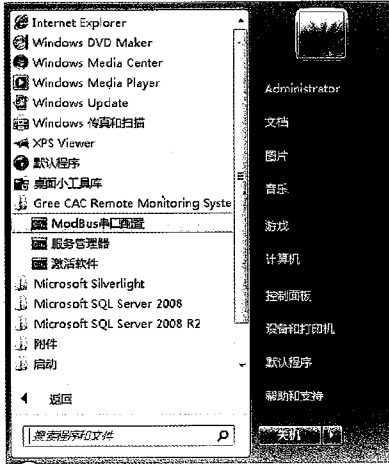 Internet Explorer
Windows DVD Maker
Windows Media Center
Windows Media Player
Windows Update
Windows 传真和扫描
XPS Viewer
默认程序
桌面小工具库
Gree CAC Remote Monitoring Syste
ModBus串口配置
服务管理器
激活软件
Microsoft Silverlight
Microsoft SQL Server 2008
Microsoft SQL Server 2008 R2
附件
启动
返回
搜索程序和文件
Administrator
文档
图片
音乐
游戏
计算机
控制面板
设备和打印机
默认程序
帮助和支持
关机